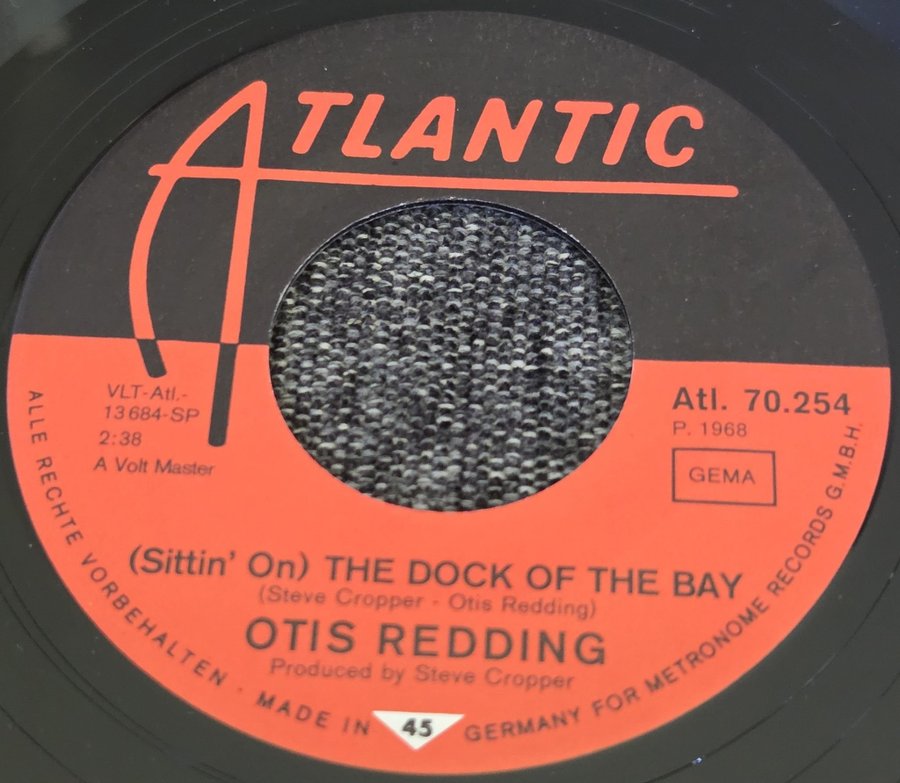 ATLANTIC
VLT-Atl.-
13 684-SP
2:38
A Volt Master
Atl. 70.254
P. 1968
GEMA
(Sittin' On) THE DOCK OF THE BAY
(Steve Cropper - Otis Redding)
OTIS REDDING
Produced by Steve Cropper
ALLE RECHTE VORBEHALTEN · MADE IN 45 GERMANY FOR METRONOME RECORDS G.M.B.H.